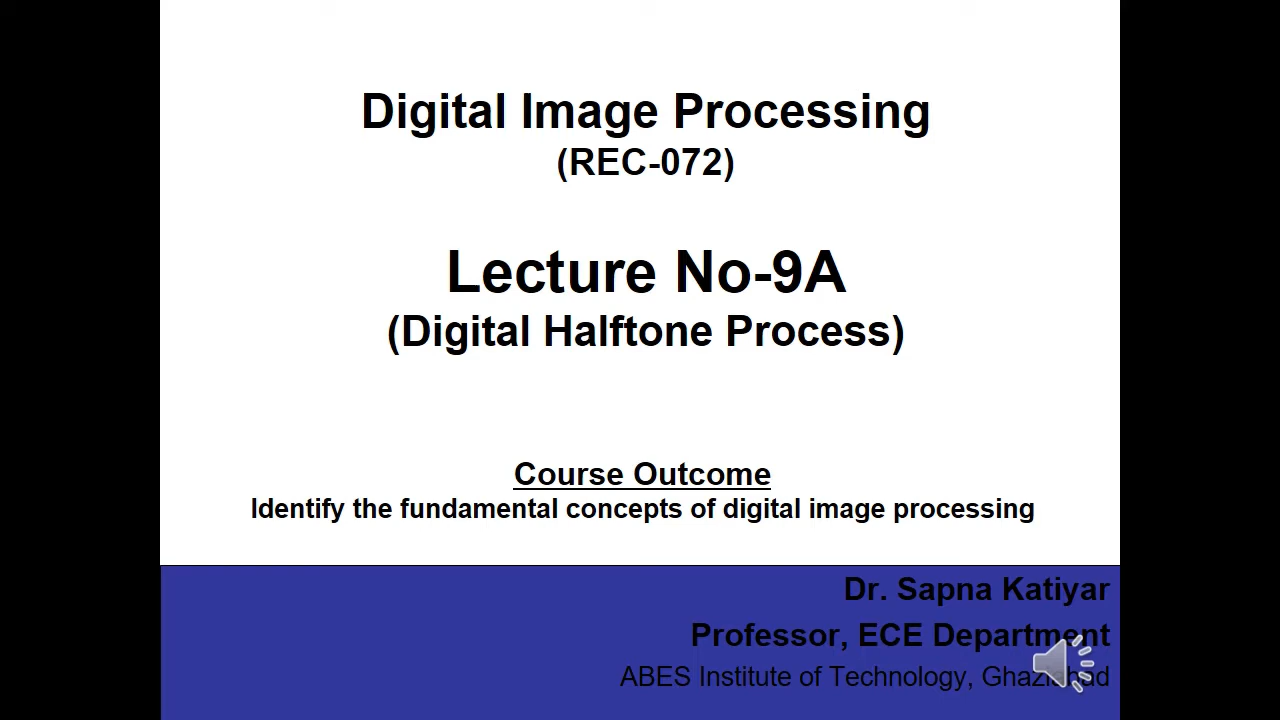 Digital Image Processing
(REC-072)
Lecture No-9A
(Digital Halftone Process)
Course Outcome
Identify the fundamental concepts of digital image processing
Dr. Sapna Katiyar
Professor, ECE Department
ABES Institute of Technology, Ghaziabad